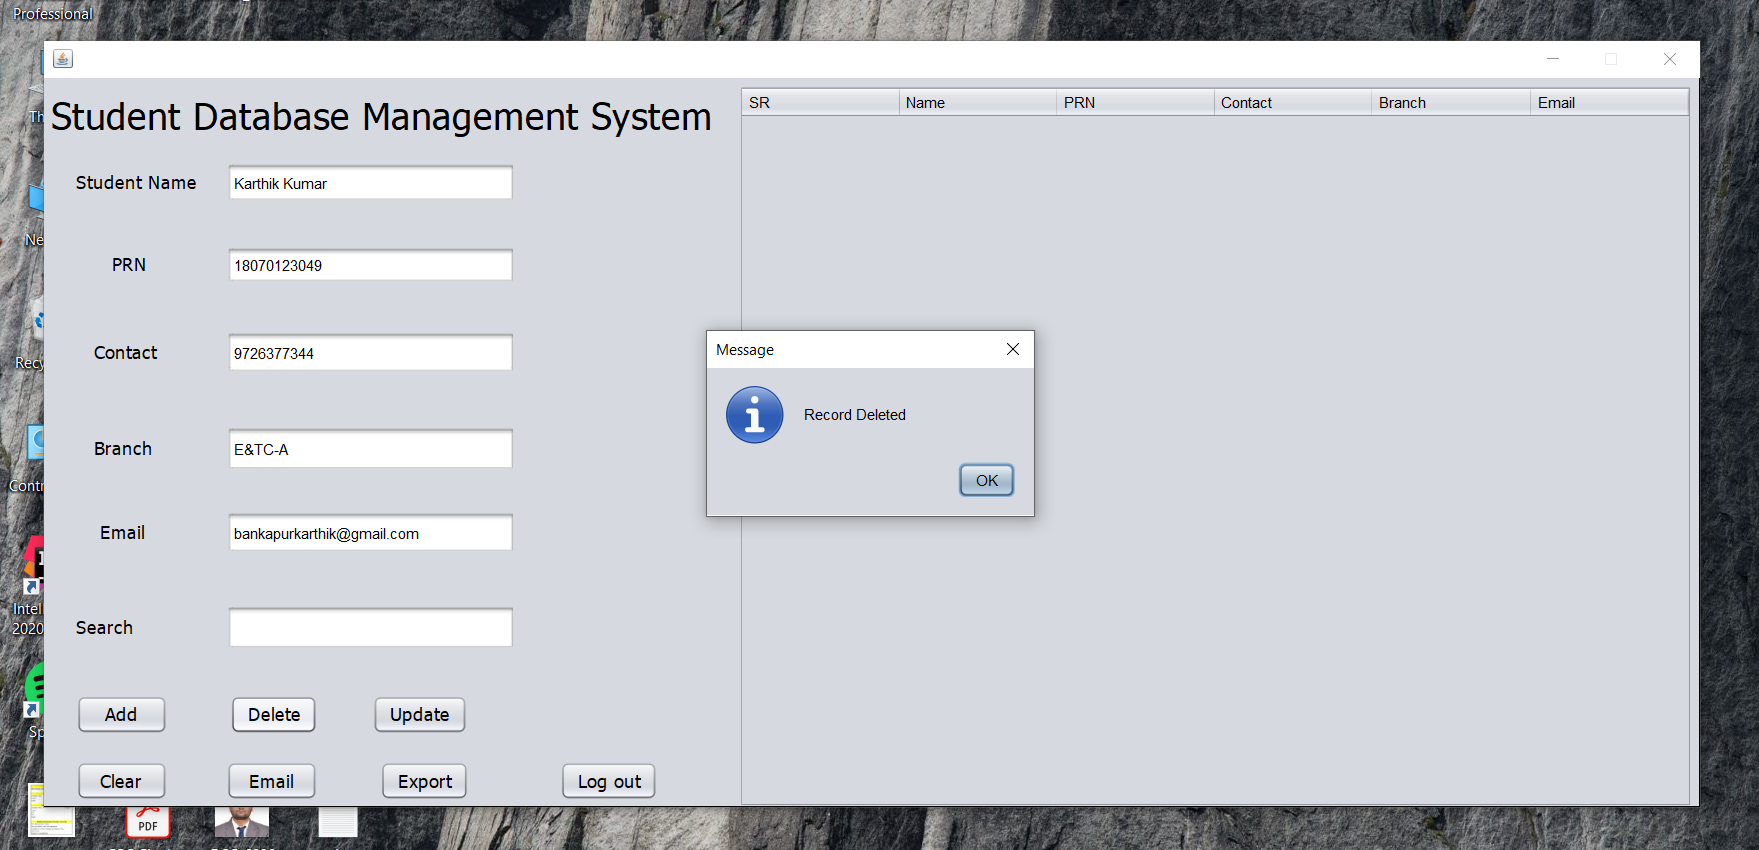 Professional
Student Database Management System
SR Name PRN Contact Branch Email
Student Name Karthik Kumar
PRN 18070123049
Contact 9726377344
Message
Record Deleted
OK
Branch E&TC-A
Email bankapurkarthik@gmail.com
Search
Add Delete Update
Clear Email Export Log out
Th
Ne
Recy
Contr
Intel
2020
Sp
PDF